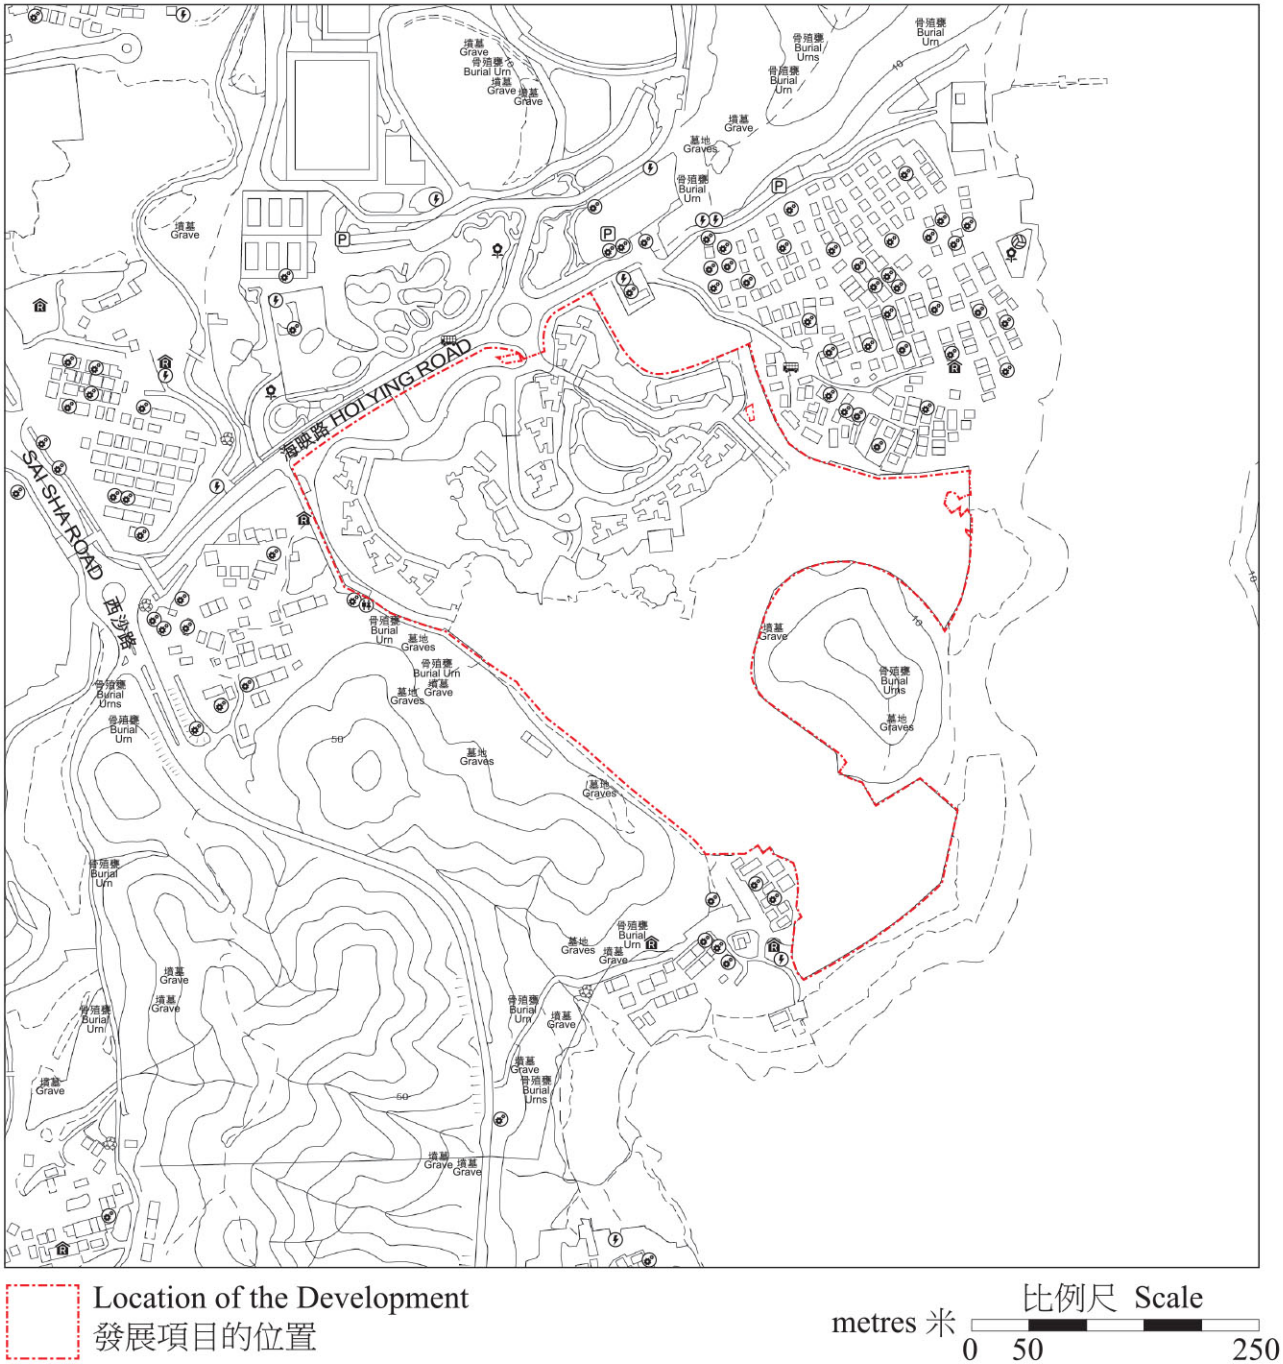 骨殖甕
Burial
Urn
骨殖甕
Burial
Urns
墳墓
Grave
骨殖甕
Burial Urn
墳墓
Grave
墳墓
Grave
骨殖甕
Burial
Urn
10
墳墓
Grave
墓地
Graves
骨殖甕
Burial
Urn
P
墳墓
Grave
P
P
海映路 HOI YING ROAD
SAI SHA ROAD
西沙路
骨殖甕
Burial
Urn
墓地
Graves
骨殖甕
Burial Urn
墳墓
Grave
墓地
Graves
墳墓
Grave
10
骨殖甕
Burial
Urns
墓地
Graves
10
骨殖甕
Burial
Urns
骨殖甕
Burial
Urn
50
墓地
Graves
墓地
Graves
骨殖甕
Burial
Urn
骨殖甕
Burial
Urn
墓地
Graves
墳墓
Grave
墳墓
Grave
墳墓
Grave
骨殖甕
Burial
Urn
骨殖甕
Burial
Urn
墳墓
Grave
墳墓
Grave
骨殖甕
Burial
Urns
墳墓
Grave
50
墳墓
Grave
墳墓
Grave
Location of the Development
發展項目的位置
比例尺 Scale
metres 米
0 50 250